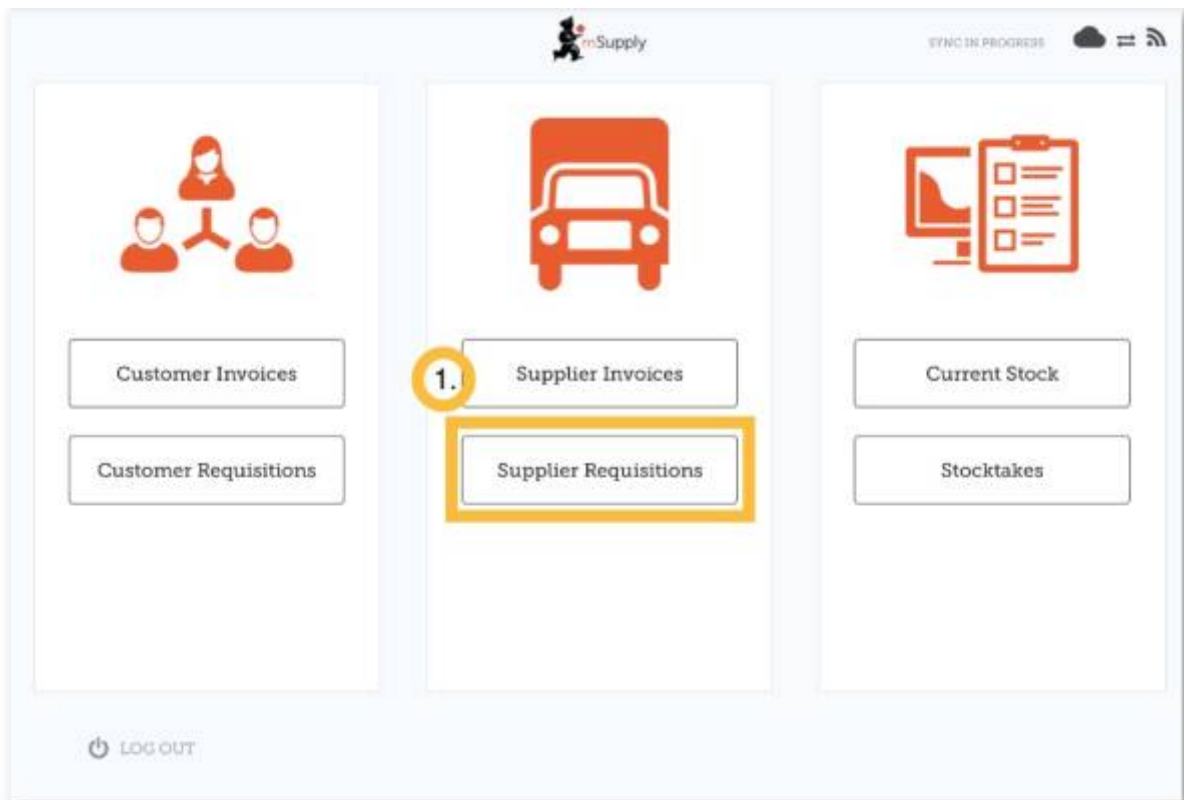 mSupply
SYNC IN PROGRESS
Customer Invoices
1.
Supplier Invoices
Current Stock
Customer Requisitions
Supplier Requisitions
Stocktakes
LOG OUT